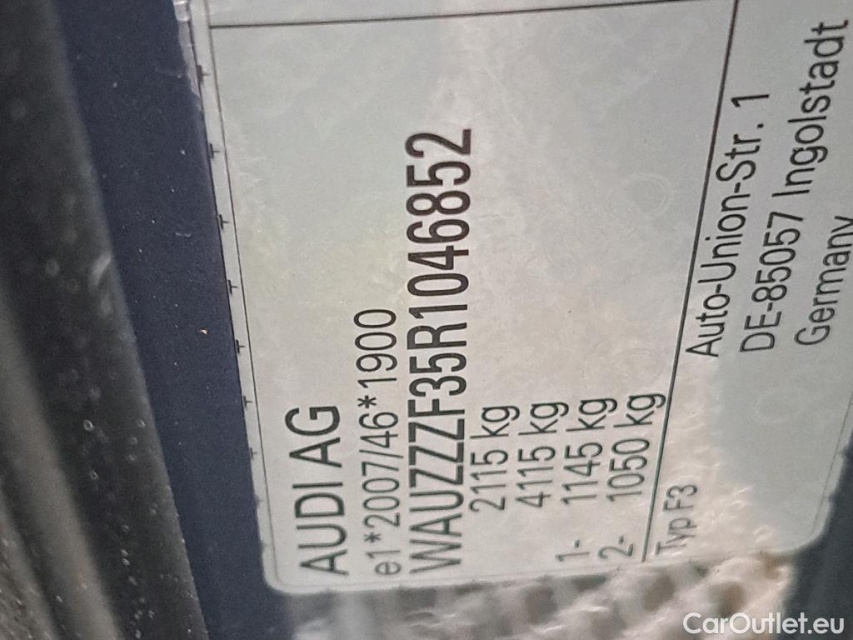 AUDI AG
e1*2007/46*1900
WAUZZZF35R1046852
2115 kg
4115 kg
1- 1145 kg
2- 1050 kg
Typ F3
Auto-Union-Str. 1
DE-85057 Ingolstadt
Germany
CarOutlet.eu